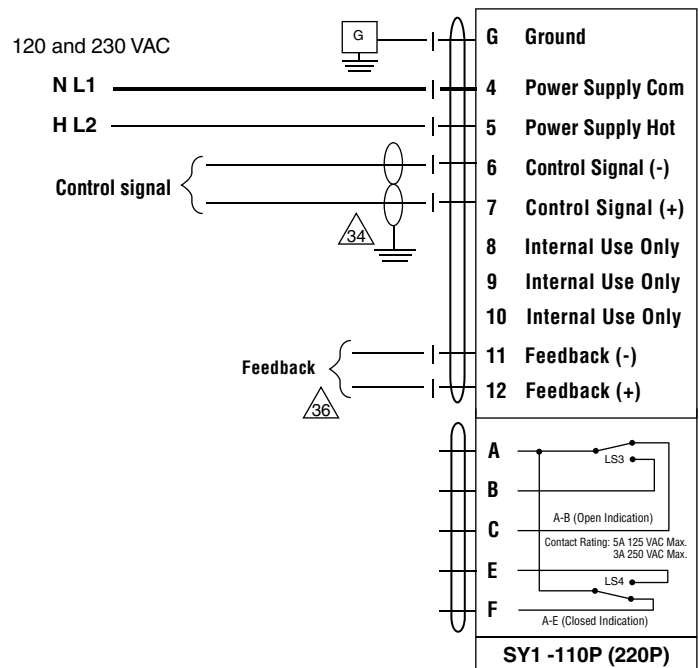 120 and 230 VAC
G
G Ground
N L1
4 Power Supply Com
H L2
5 Power Supply Hot
Control signal
6 Control Signal (-)
7 Control Signal (+)
34
8 Internal Use Only
9 Internal Use Only
10 Internal Use Only
Feedback
11 Feedback (-)
36
12 Feedback (+)
A
LS3
B
A-B (Open Indication)
C
Contact Rating: 5A 125 VAC Max.
3A 250 VAC Max.
E
LS4
F
A-E (Closed Indication)
SY1 -110P (220P)